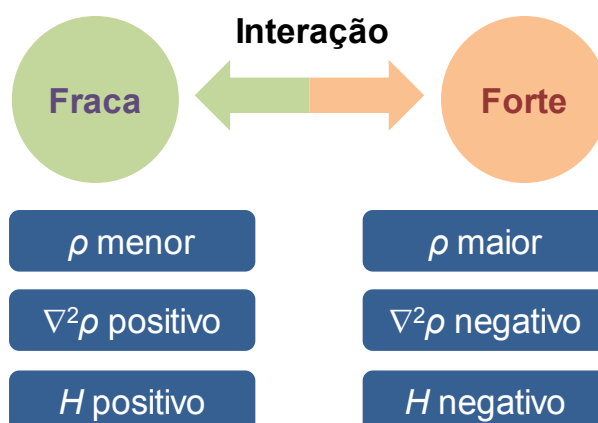 Interação
Fraca
Forte
ρ menor
ρ maior
∇²ρ positivo
∇²ρ negativo
H positivo
H negativo